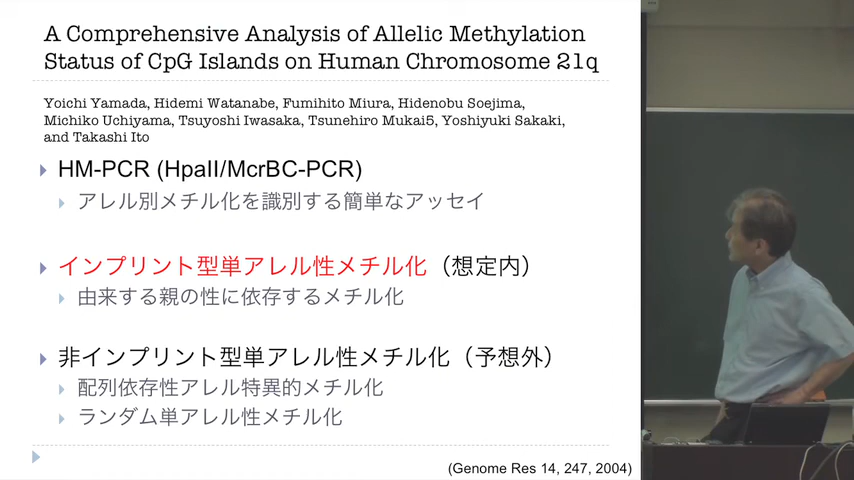 A Comprehensive Analysis of Allelic Methylation
Status of CpG Islands on Human Chromosome 21q
Yoichi Yamada, Hidemi Watanabe, Fumihito Miura, Hidenobu Soejima,
Michiko Uchiyama, Tsuyoshi Iwasaka, Tsunehiro Mukai5, Yoshiyuki Sakaki,
and Takashi Ito
HM-PCR (HpaII/McrBC-PCR)
アレル別メチル化を識別する簡単なアッセイ
インプリント型単アレル性メチル化（想定内）
由来する親の性に依存するメチル化
非インプリント型単アレル性メチル化（予想外）
配列依存性アレル特異的メチル化
ランダム単アレル性メチル化
(Genome Res 14, 247, 2004)